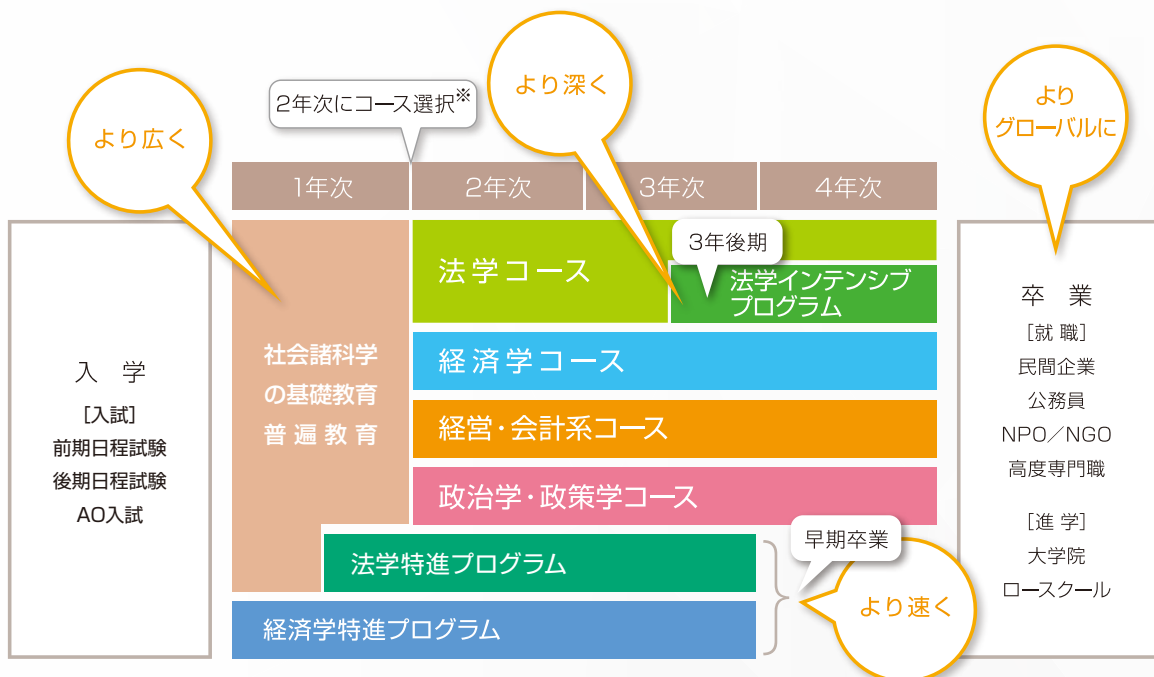 より広く
2年次にコース選択※
より深く
より
グローバルに
1年次
2年次
3年次
4年次
入 学
[入試]
前期日程試験
後期日程試験
AO入試
社会諸科学
の基礎教育
普遍教育
法学コース
3年後期
法学インテンシブ
プログラム
経済学コース
経営・会計系コース
政治学・政策学コース
法学特進プログラム
経済学特進プログラム
早期卒業
より速く
卒 業
[就 職]
民間企業
公務員
NPO／NGO
高度専門職
[進 学]
大学院
ロースクール